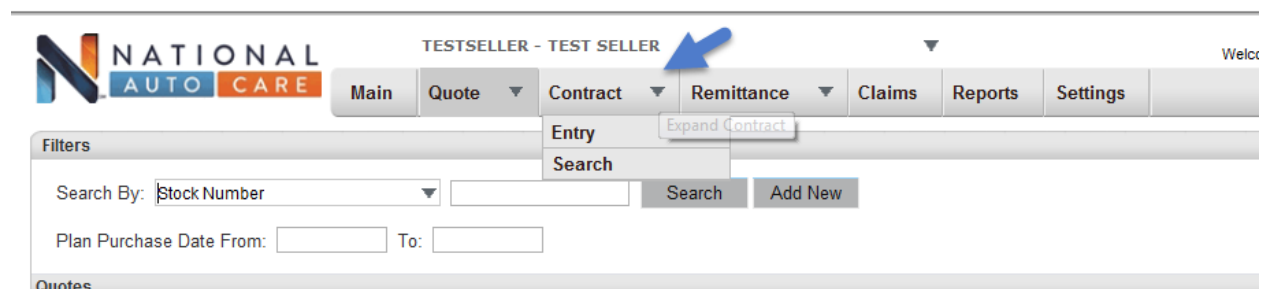 NATIONAL
AUTO CARE
TESTSELLER - TEST SELLER
Main Quote Contract Remittance Claims Reports Settings
Entry
Search
Expand Contract
Filters
Search By: Stock Number Search Add New
Plan Purchase Date From: To:
Quotes